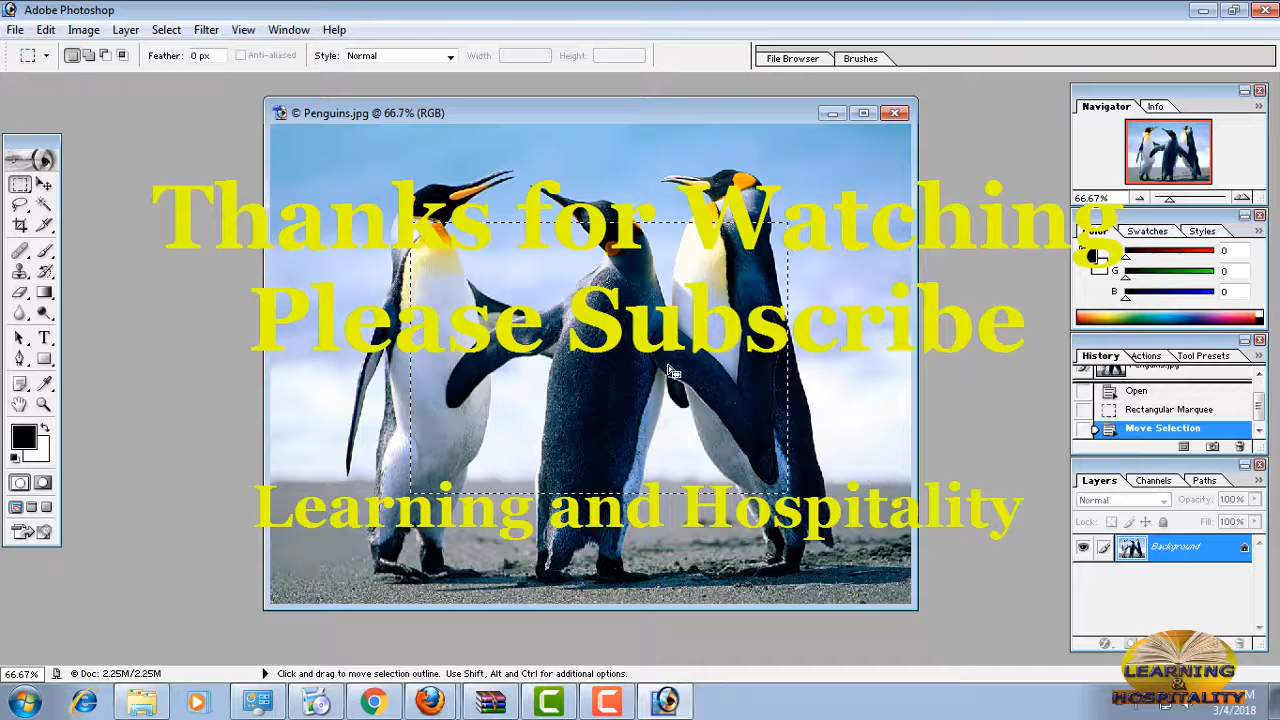 Adobe Photoshop
File Edit Image Layer Select Filter View Window Help
Feather: 0 px Anti-aliased Style: Normal Width: Height: File Browser Brushes
© Penguins.jpg @ 66.7% (RGB)
Navigator Info
66.67%
Color Swatches Styles
0
G 0
B 0
History Actions Tool Presets
Penguins.jpg
Open
Rectangular Marquee
Move Selection
Layers Channels Paths
Normal Opacity: 100%
Lock: Fill: 100%
Background
Thanks for Watching
Please Subscribe
Learning and Hospitality
66.67% Doc: 2.25M/2.25M Click and drag to move selection outline. Use Shift, Alt and Ctrl for additional options.
LEARNING
&
HOSPITALITY
3/4/2018